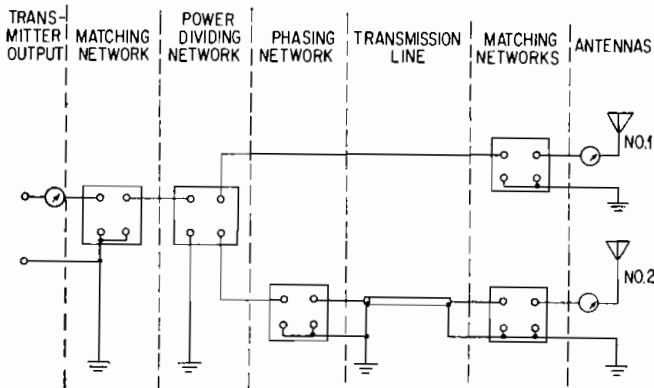 TRANS-
MITTER
OUTPUT
MATCHING
NETWORK
POWER
DIVIDING
NETWORK
PHASING
NETWORK
TRANSMISSION
LINE
MATCHING
NETWORKS
ANTENNAS
NO.1
NO.2